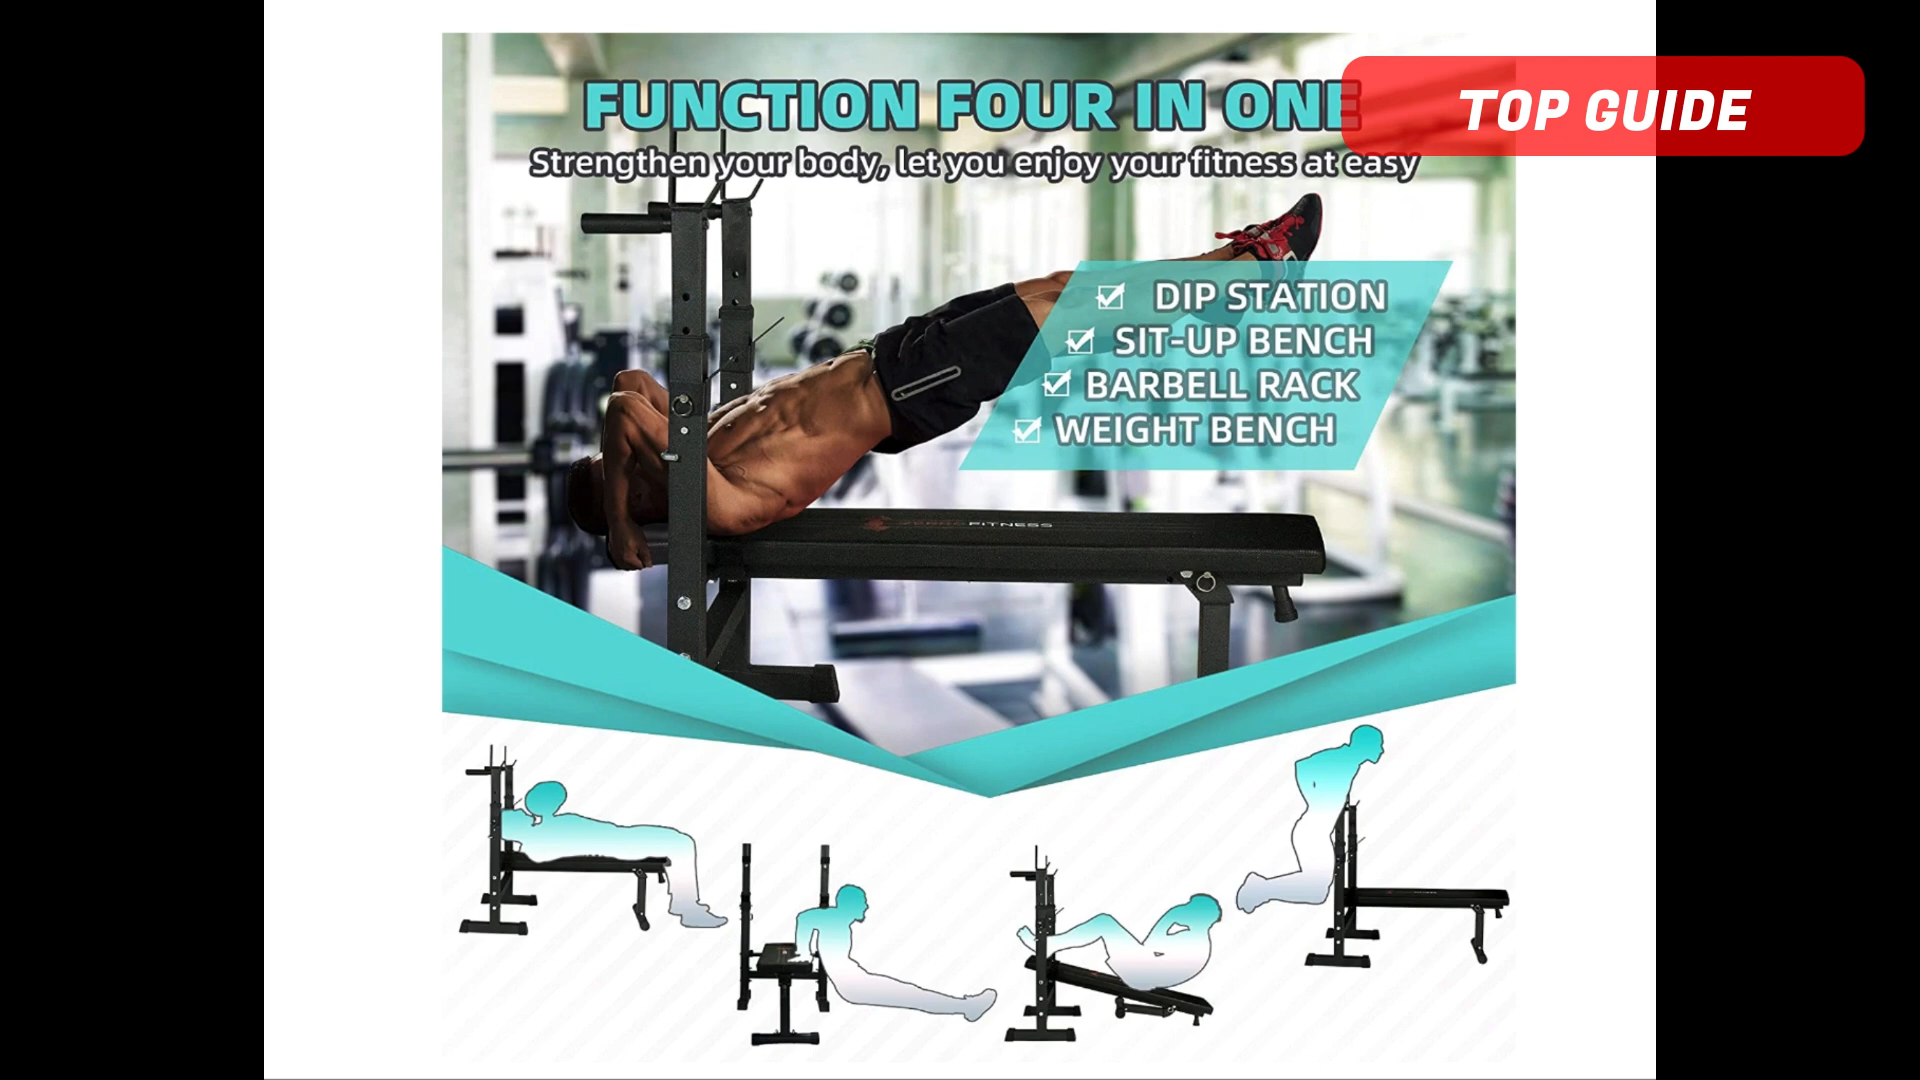 FUNCTION FOUR IN ONE
TOP GUIDE
Strengthen your body, let you enjoy your fitness at easy
DIP STATION
SIT-UP BENCH
BARBELL RACK
WEIGHT BENCH
FITNESS